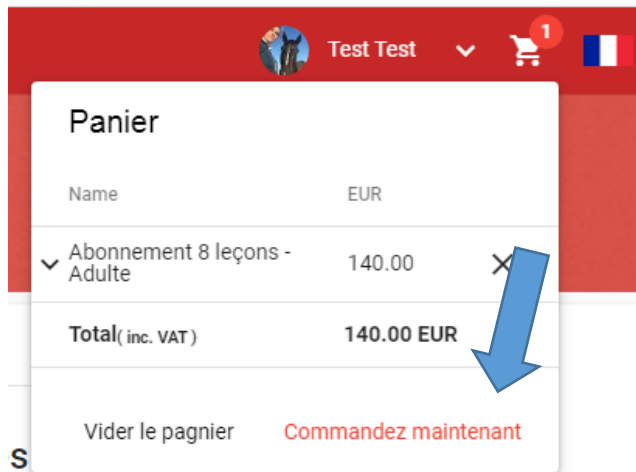 Test Test
1
Panier
Name EUR
Abonnement 8 leçons -
Adulte
140.00
Total( inc. VAT ) 140.00 EUR
Vider le pagnier Commandez maintenant
s